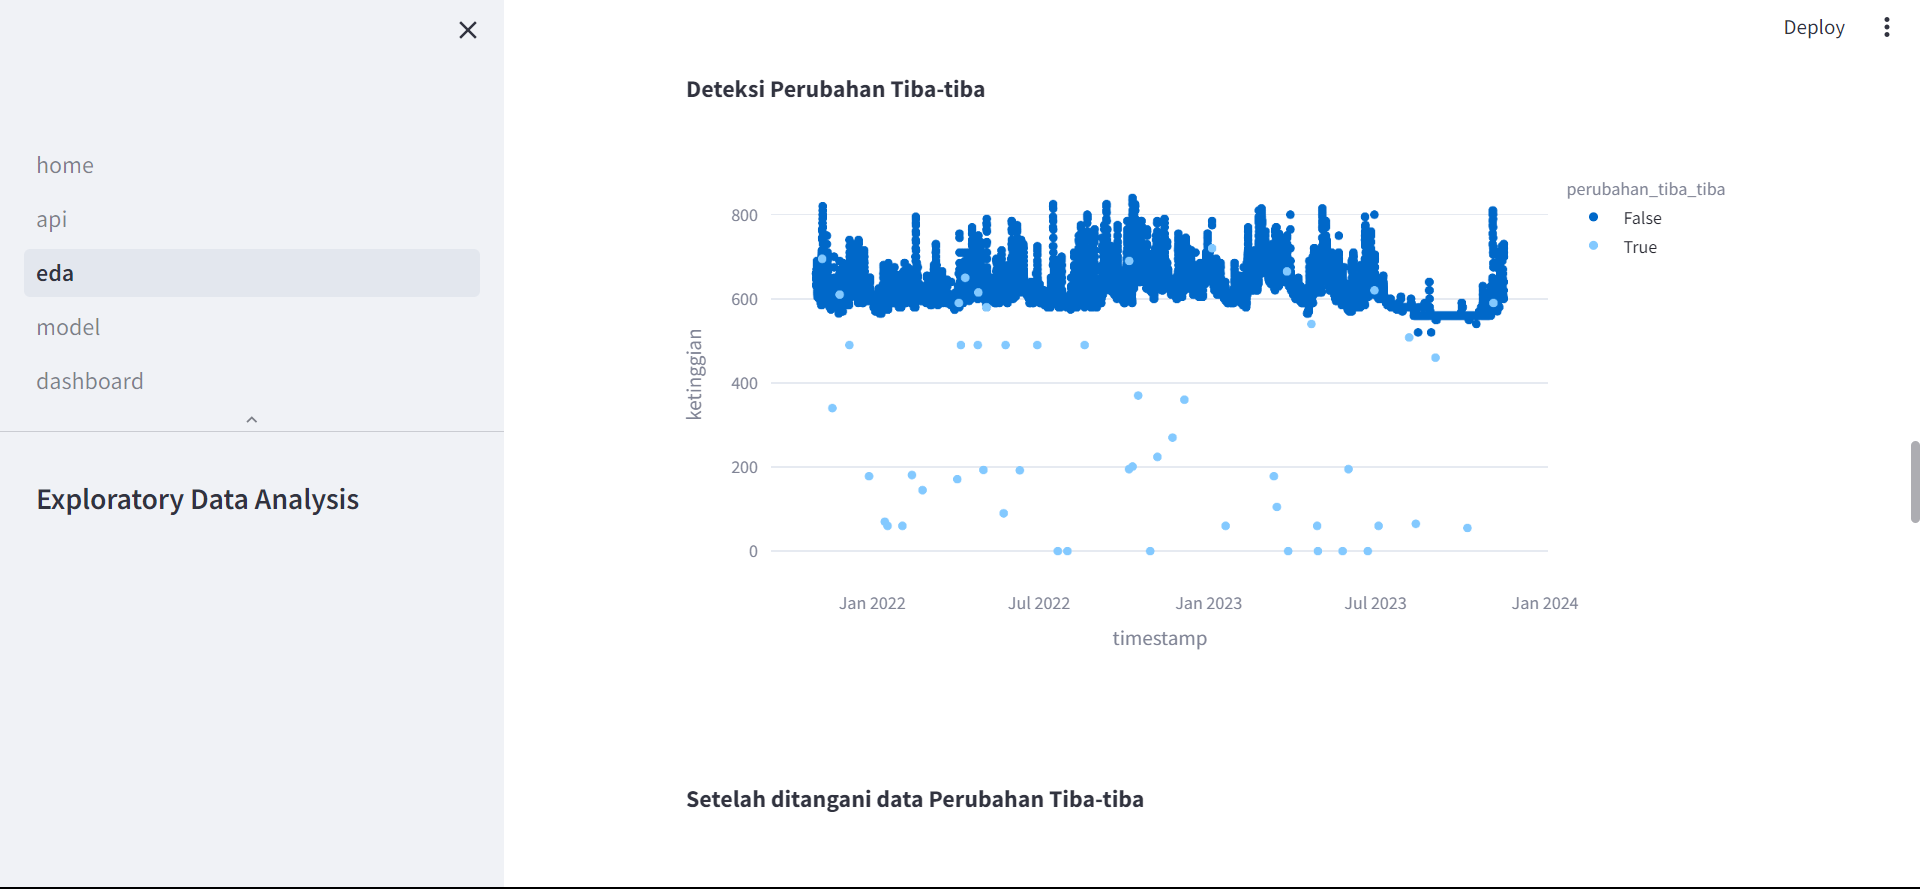 Deploy
home
api
eda
model
dashboard
Exploratory Data Analysis
Deteksi Perubahan Tiba-tiba
perubahan_tiba_tiba
False
True
800
600
400
200
0
ketinggian
Jan 2022
Jul 2022
Jan 2023
Jul 2023
Jan 2024
timestamp
Setelah ditangani data Perubahan Tiba-tiba